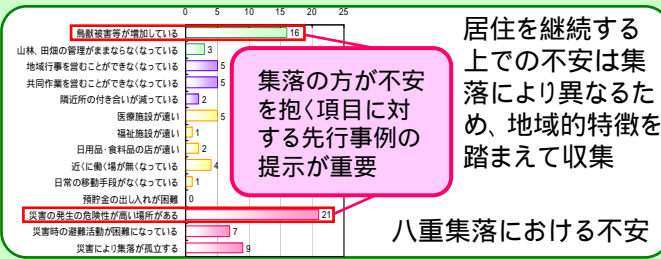 0 5 10 15 20 25
鳥獣被害等が増加している 16
山林、田畑の管理がままならなくなっている 3
地域行事を営むことができなくなっている 5
共同作業を営むことができなくなっている 5
隣近所の付き合いが減っている 2
医療施設が遠い 5
福祉施設が遠い 1
日用品・食料品の店が遠い 2
近くに働く場が無くなっている 4
日常の移動手段がなくなっている 1
預貯金の出し入れが困難 0
災害の発生の危険性が高い場所がある 21
災害時の避難活動が困難になっている 7
災害により集落が孤立する 9
集落の方が不安
を抱く項目に対
する先行事例の
提示が重要
居住を継続する
上での不安は集
落により異なるた
め、地域的特徴を
踏まえて収集
八重集落における不安